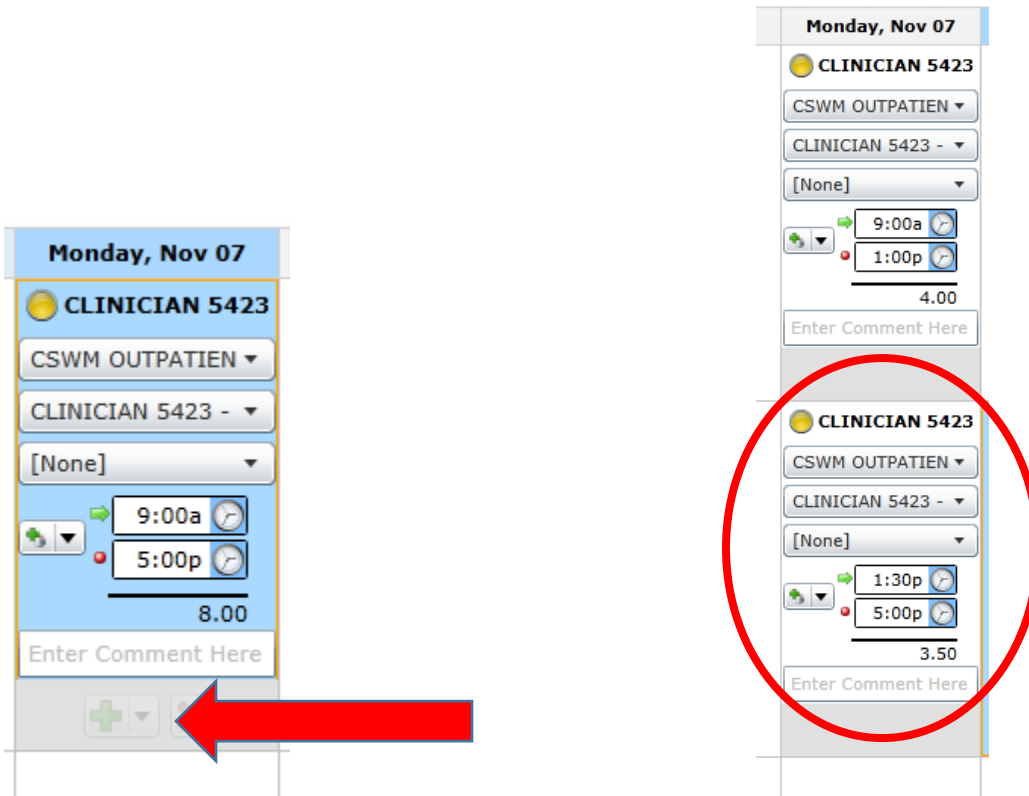 Monday, Nov 07
CLINICIAN 5423
CSWM OUTPATIEN
CLINICIAN 5423 -
[None]
9:00a
5:00p
8.00
Enter Comment Here
Monday, Nov 07
CLINICIAN 5423
CSWM OUTPATIEN
CLINICIAN 5423 -
[None]
9:00a
1:00p
4.00
Enter Comment Here
CLINICIAN 5423
CSWM OUTPATIEN
CLINICIAN 5423 -
[None]
1:30p
5:00p
3.50
Enter Comment Here